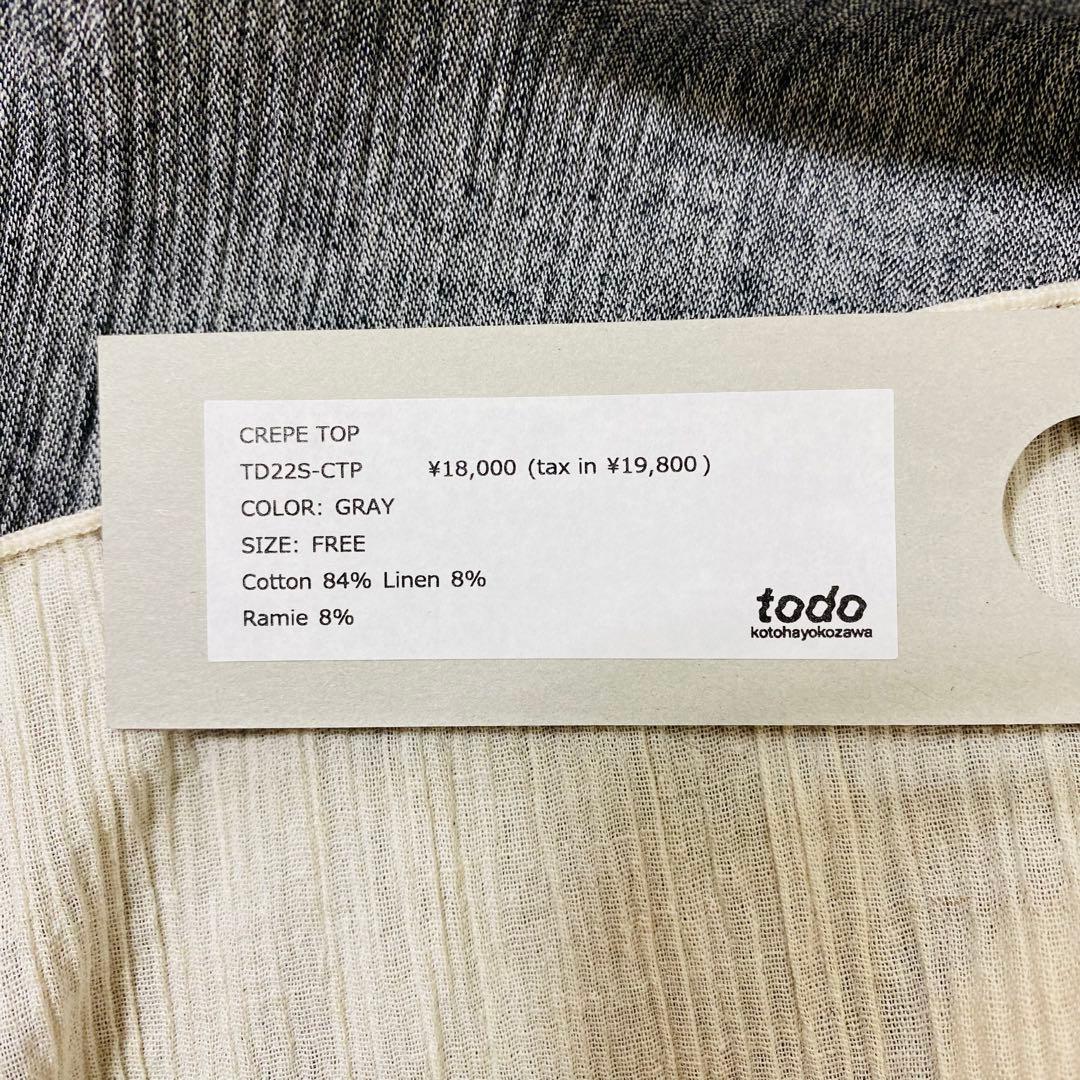 CREPE TOP
TD22S-CTP ¥18,000 (tax in ¥19,800)
COLOR: GRAY
SIZE: FREE
Cotton 84% Linen 8%
Ramie 8%
todo
kotohayokozawa